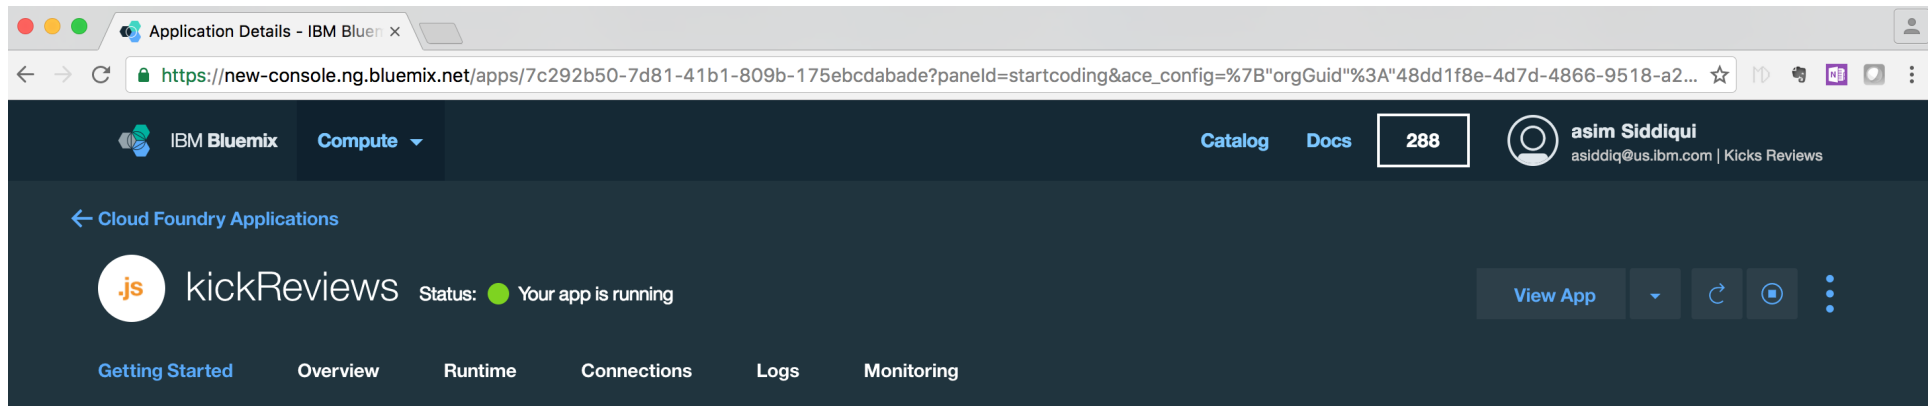 Application Details - IBM Bluem
https://new-console.ng.bluemix.net/apps/7c292b50-7d81-41b1-809b-175ebcdabade?paneId=startcoding&ace_config=%7B"orgGuid"%3A"48dd1f8e-4d7d-4866-9518-a2...
IBM Bluemix Compute Catalog Docs 288 asim Siddiqui
asiddiq@us.ibm.com | Kicks Reviews
Cloud Foundry Applications
.js kickReviews Status: Your app is running View App
Getting Started Overview Runtime Connections Logs Monitoring